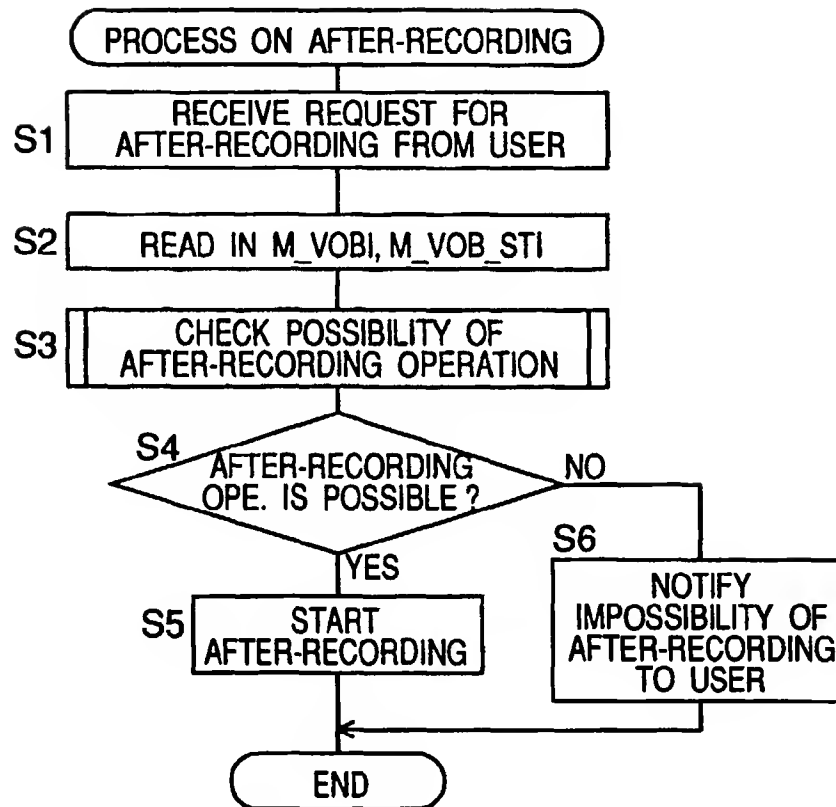 PROCESS ON AFTER-RECORDING
S1
RECEIVE REQUEST FOR
AFTER-RECORDING FROM USER
S2
READ IN M_VOBI, M_VOB_STI
S3
CHECK POSSIBILITY OF
AFTER-RECORDING OPERATION
S4
AFTER-RECORDING
OPE. IS POSSIBLE?
NO
YES
S5
START
AFTER-RECORDING
S6
NOTIFY
IMPOSSIBILITY OF
AFTER-RECORDING
TO USER
END